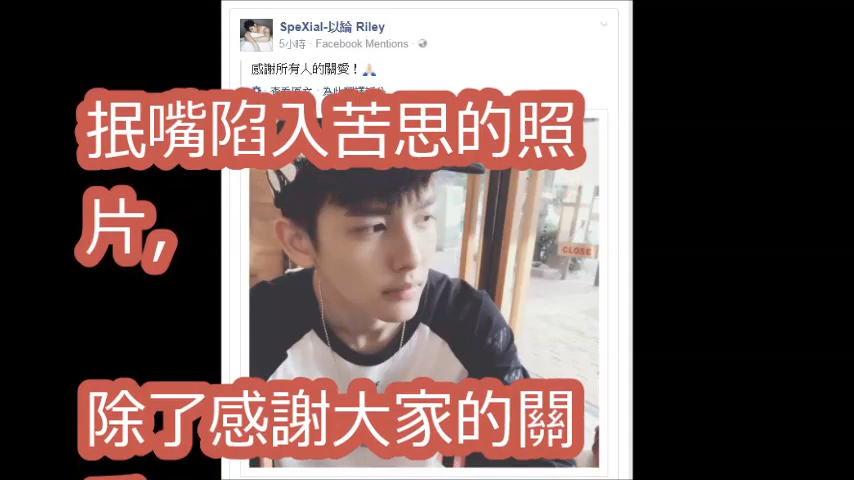 SpeXial-以綸 Riley
5小時 · Facebook Mentions ·
感謝所有人的關愛！🙏
抿嘴陷入苦思的照
片,
CLOSE
除了感謝大家的關